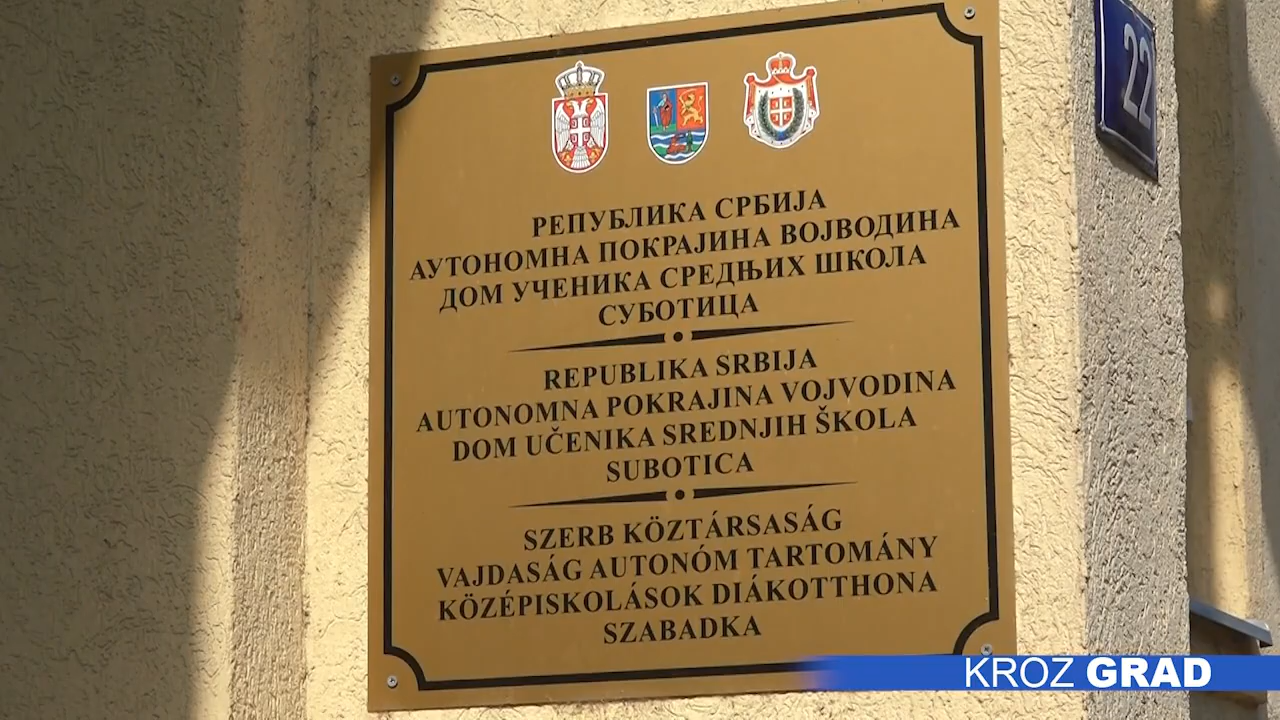 22
РЕПУБЛИКА СРБИЈА
АУТОНОМНА ПОКРАЈИНА ВОЈВОДИНА
ДОМ УЧЕНИКА СРЕДЊИХ ШКОЛА
СУБОТИЦА
REPUBLIKA SRBIJA
AUTONOMNA POKRAJINA VOJVODINA
DOM UČENIKA SREDNJIH ŠKOLA
SUBOTICA
SZERB KÖZTÁRSASÁG
VAJDASÁG AUTONÓM TARTOMÁNY
KÖZÉPISKOLÁSOK DIÁKOTTHONA
SZABADKA
KROZ GRAD